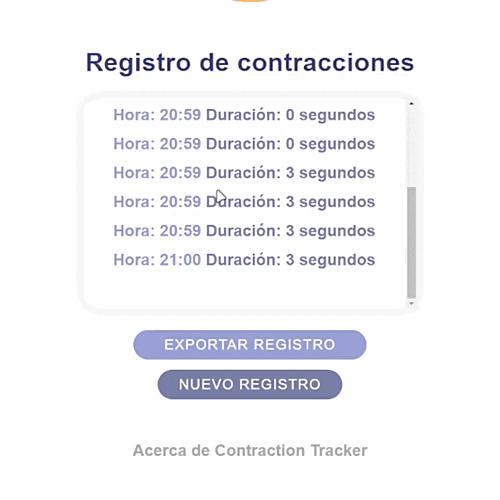 Registro de contracciones
Hora: 20:59 Duración: 0 segundos
Hora: 20:59 Duración: 0 segundos
Hora: 20:59 Duración: 3 segundos
Hora: 20:59 Duración: 3 segundos
Hora: 20:59 Duración: 3 segundos
Hora: 21:00 Duración: 3 segundos
EXPORTAR REGISTRO
NUEVO REGISTRO
Acerca de Contraction Tracker